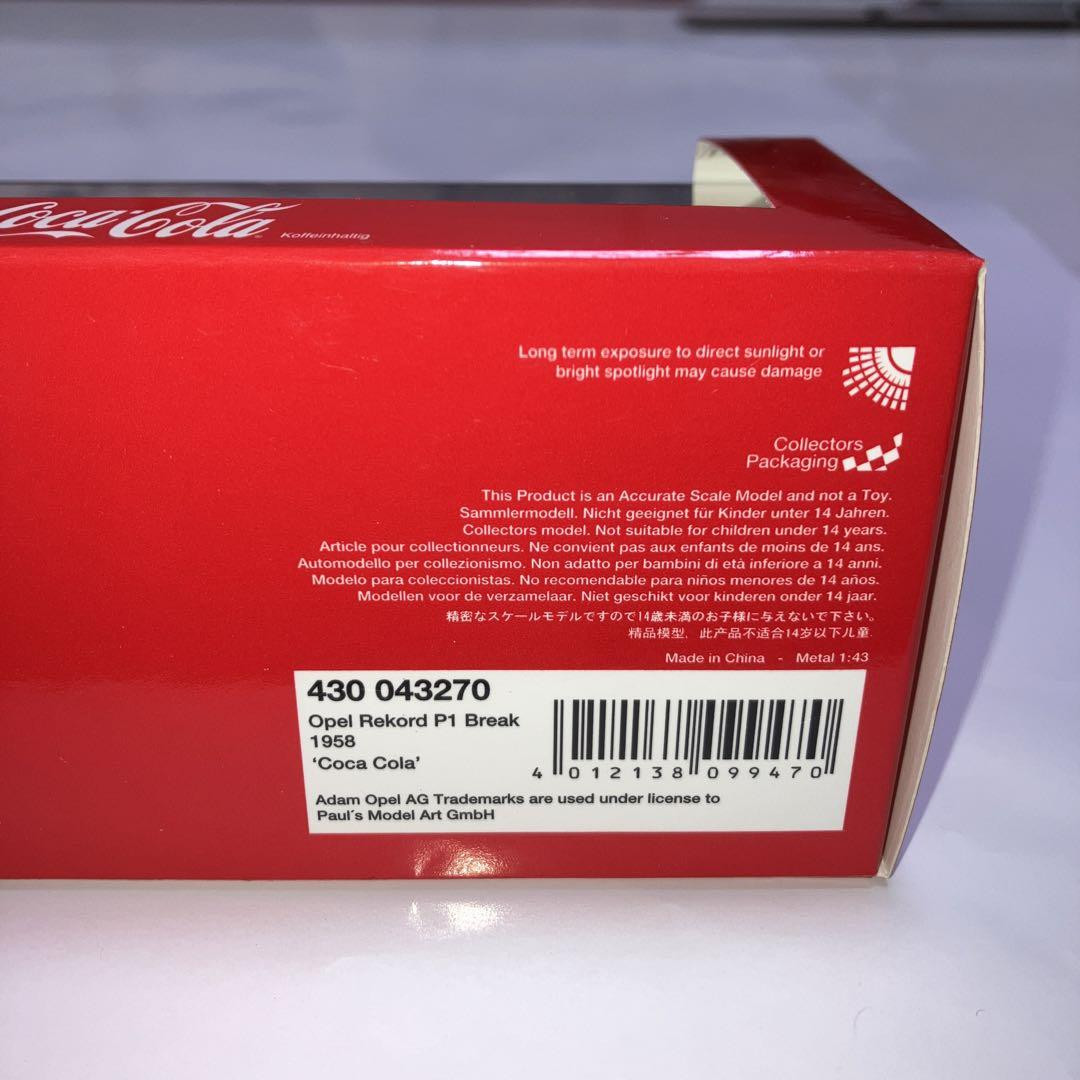 Coca-Cola Koffeinhaltig
Long term exposure to direct sunlight or
bright spotlight may cause damage
Collectors
Packaging
This Product is an Accurate Scale Model and not a Toy.
Sammlermodell. Nicht geeignet für Kinder unter 14 Jahren.
Collectors model. Not suitable for children under 14 years.
Article pour collectionneurs. Ne convient pas aux enfants de moins de 14 ans.
Automodello per collezionismo. Non adatto per bambini di età inferiore a 14 anni.
Modelo para coleccionistas. No recomendable para niños menores de 14 años.
Modellen voor de verzamelaar. Niet geschikt voor kinderen onder 14 jaar.
精密なスケールモデルですので14歳未満のお子様に与えないで下さい。
精品模型, 此产品不适合14岁以下儿童.
Made in China - Metal 1:43
430 043270
Opel Rekord P1 Break
1958
‘Coca Cola’
4 012138 099470
Adam Opel AG Trademarks are used under license to
Paul´s Model Art GmbH